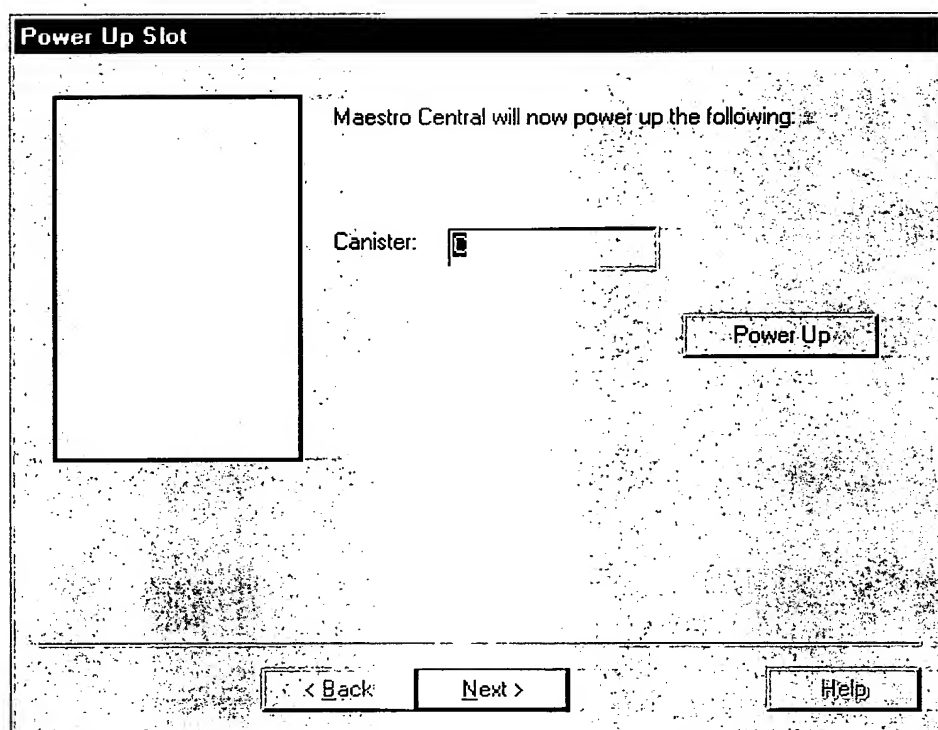 Power Up Slot
Maestro Central will now power up the following:
Canister:
Power Up
< Back
Next >
Help